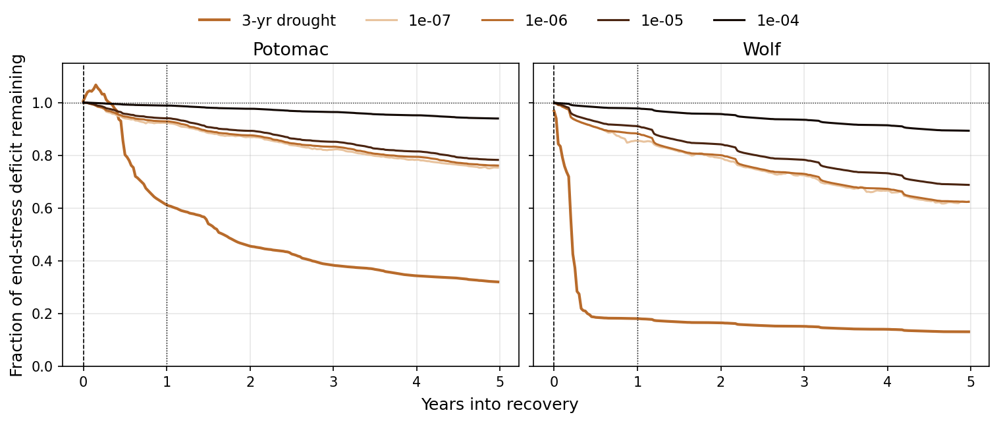 3-yr drought 1e-07 1e-06 1e-05 1e-04
Potomac Wolf
Fraction of end-stress deficit remaining
1.0
0.8
0.6
0.4
0.2
0.0
0 1 2 3 4 5 0 1 2 3 4 5
Years into recovery